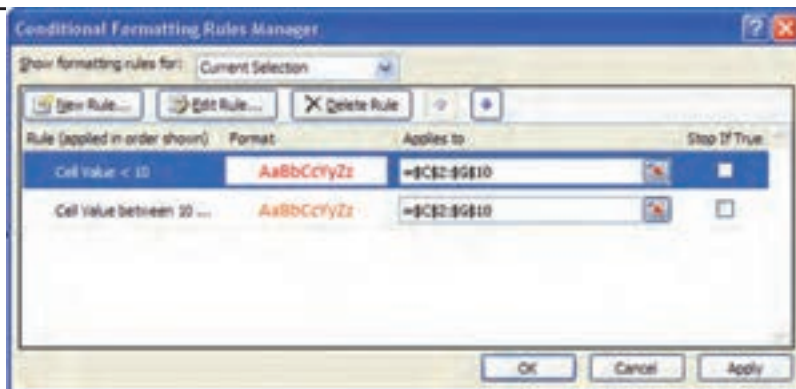 Conditional Formatting Rules Manager
Show formatting rules for: Current Selection
New Rule... Edit Rule... Delete Rule
Rule (applied in order shown) Format Applies to Stop If True
Cell Value < 10 AaBbCcYyZz =$C$2:$G$10
Cell Value between 10 ... AaBbCcYyZz =$C$2:$G$10
OK Cancel Apply